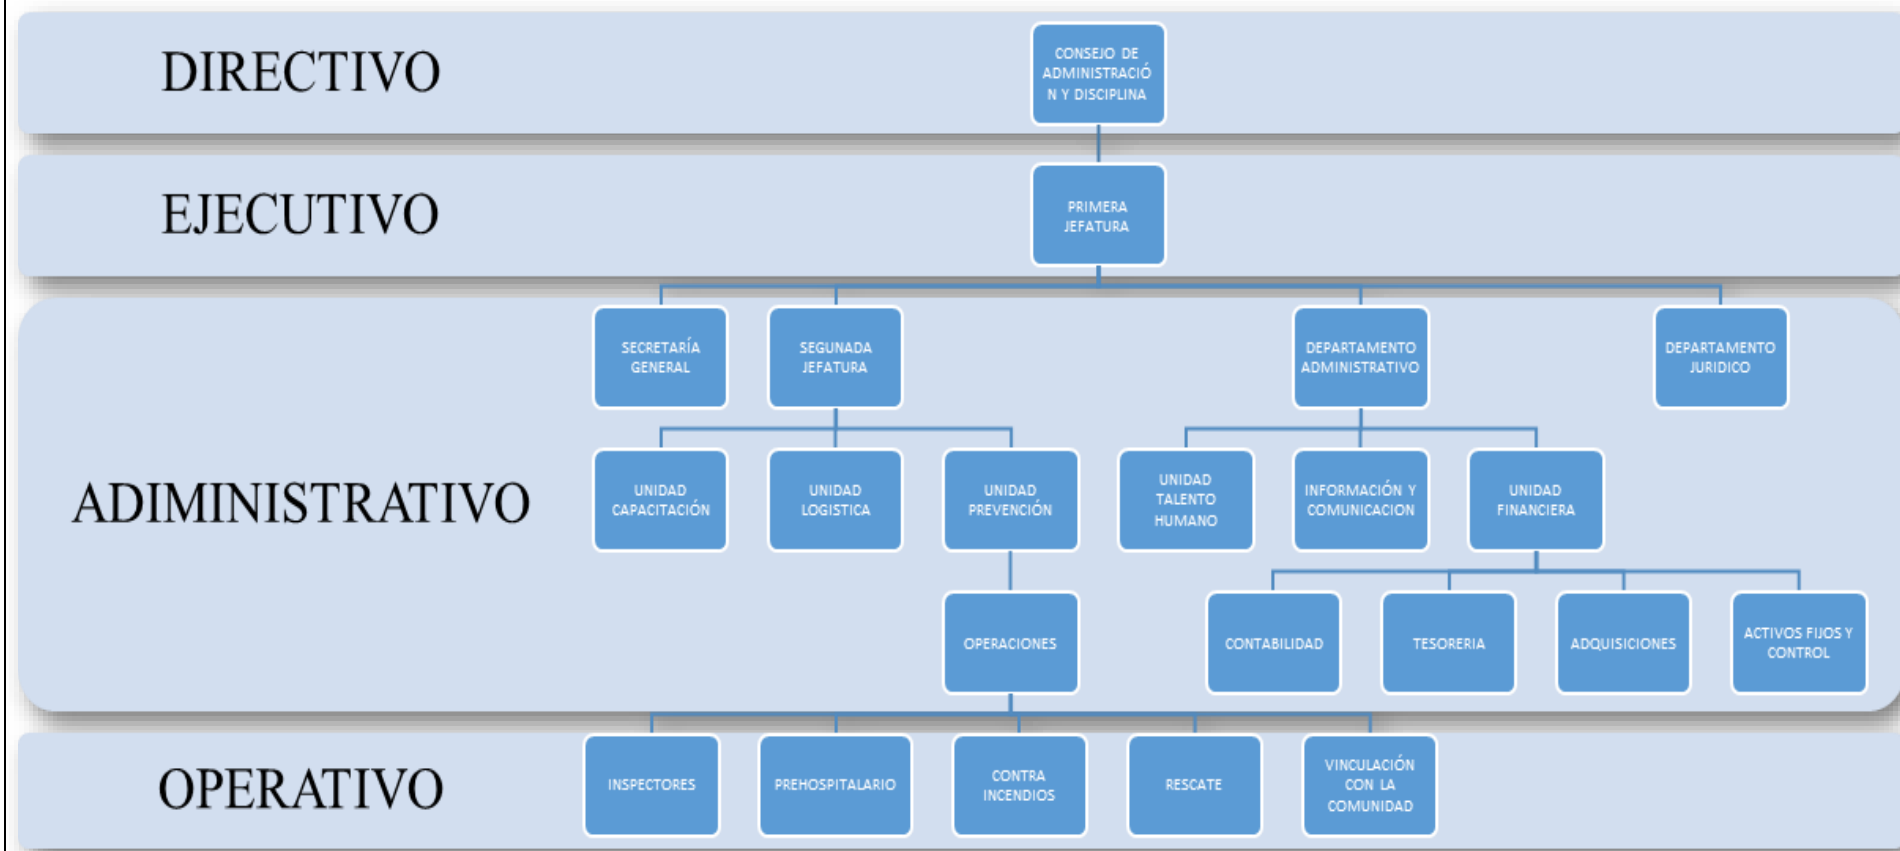 DIRECTIVO
CONSEJO DE
ADMINISTRACIÓ
N Y DISCIPLINA
EJECUTIVO
PRIMERA
JEFATURA
ADIMINISTRATIVO
SECRETARÍA
GENERAL
SEGUNADA
JEFATURA
DEPARTAMENTO
ADMINISTRATIVO
DEPARTAMENTO
JURIDICO
UNIDAD
CAPACITACIÓN
UNIDAD
LOGISTICA
UNIDAD
PREVENCIÓN
UNIDAD
TALENTO
HUMANO
INFORMACIÓN Y
COMUNICACION
UNIDAD
FINANCIERA
OPERACIONES
CONTABILIDAD
TESORERIA
ADQUISICIONES
ACTIVOS FIJOS Y
CONTROL
OPERATIVO
INSPECTORES
PREHOSPITALARIO
CONTRA
INCENDIOS
RESCATE
VINCULACIÓN
CON LA
COMUNIDAD